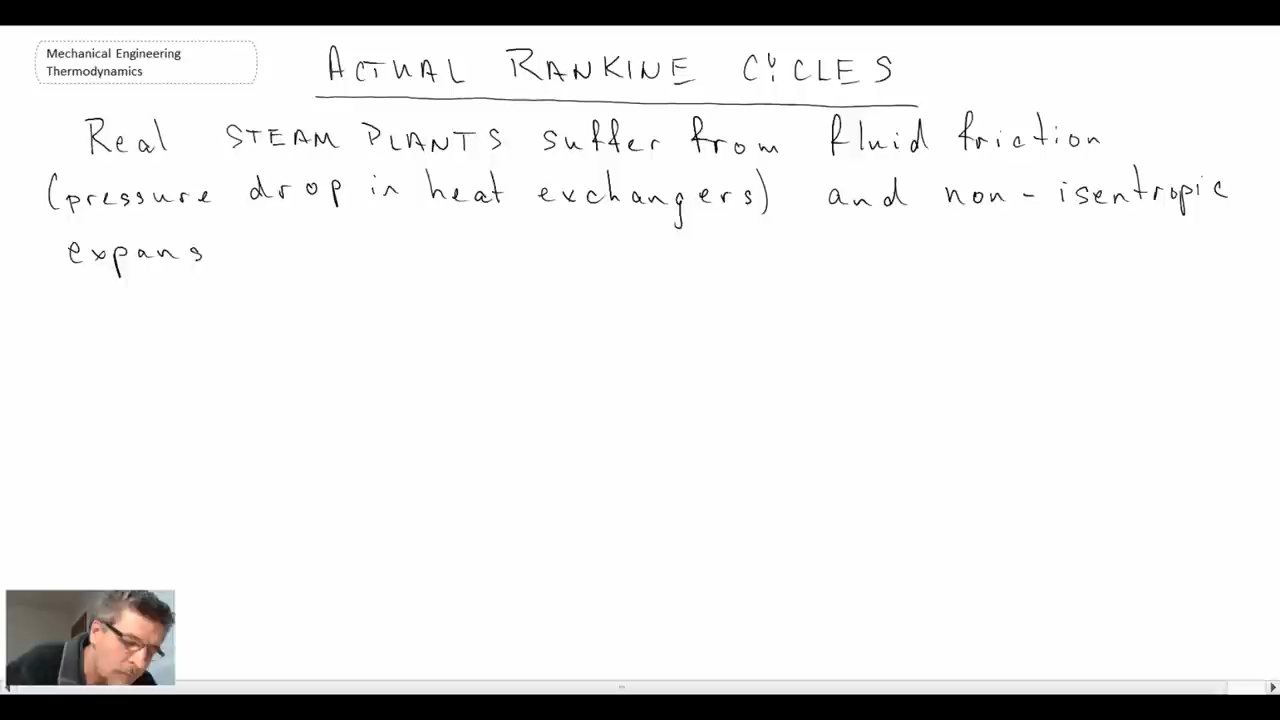 Mechanical Engineering
Thermodynamics
ACTUAL RANKINE CYCLES
Real STEAM PLANTS suffer from fluid friction
(pressure drop in heat exchangers) and non-isentropic
expans